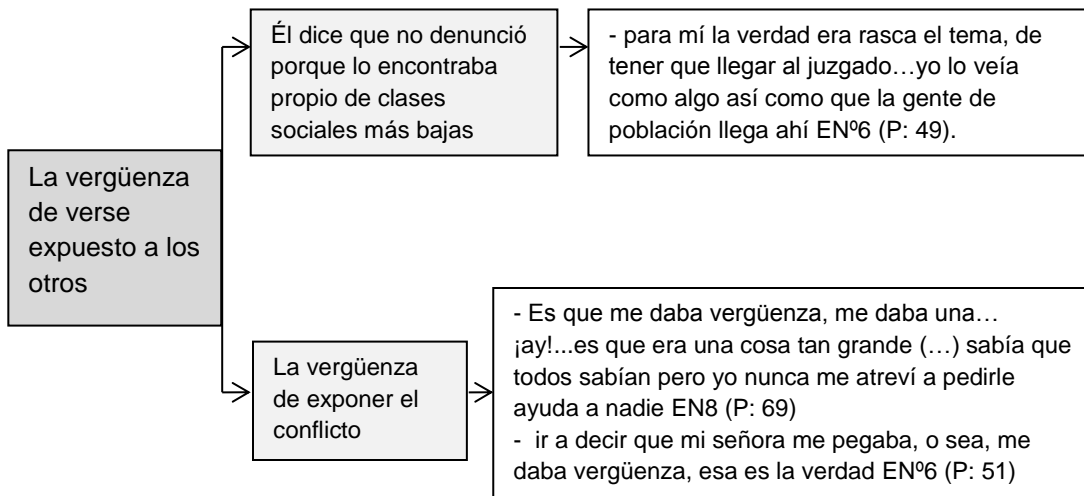 La vergüenza
de verse
expuesto a los
otros
Él dice que no denunció
porque lo encontraba
propio de clases
sociales más bajas
- para mí la verdad era rasca el tema, de
tener que llegar al juzgado…yo lo veía
como algo así como que la gente de
población llega ahí ENº6 (P: 49).
La vergüenza
de exponer el
conflicto
- Es que me daba vergüenza, me daba una…
¡ay!...es que era una cosa tan grande (…) sabía que
todos sabían pero yo nunca me atreví a pedirle
ayuda a nadie EN8 (P: 69)
- ir a decir que mi señora me pegaba, o sea, me
daba vergüenza, esa es la verdad ENº6 (P: 51)